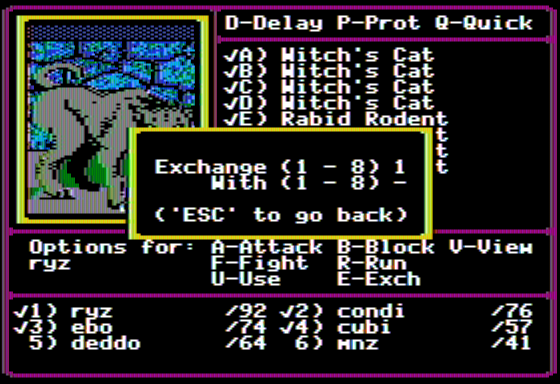 D-Delay P-Prot Q-Quick
√A) Witch's Cat
√B) Witch's Cat
√C) Witch's Cat
√D) Witch's Cat
√E) Rabid Rodent
t
t
t
Exchange (1 - 8) 1
With (1 - 8) -
('ESC' to go back)
Options for: A-Attack B-Block V-View
ryz F-Fight R-Run
U-Use E-Exch
√1) ryz /92 √2) condi /76
√3) ebo /74 √4) cubi /57
5) deddo /64 6) mnz /41